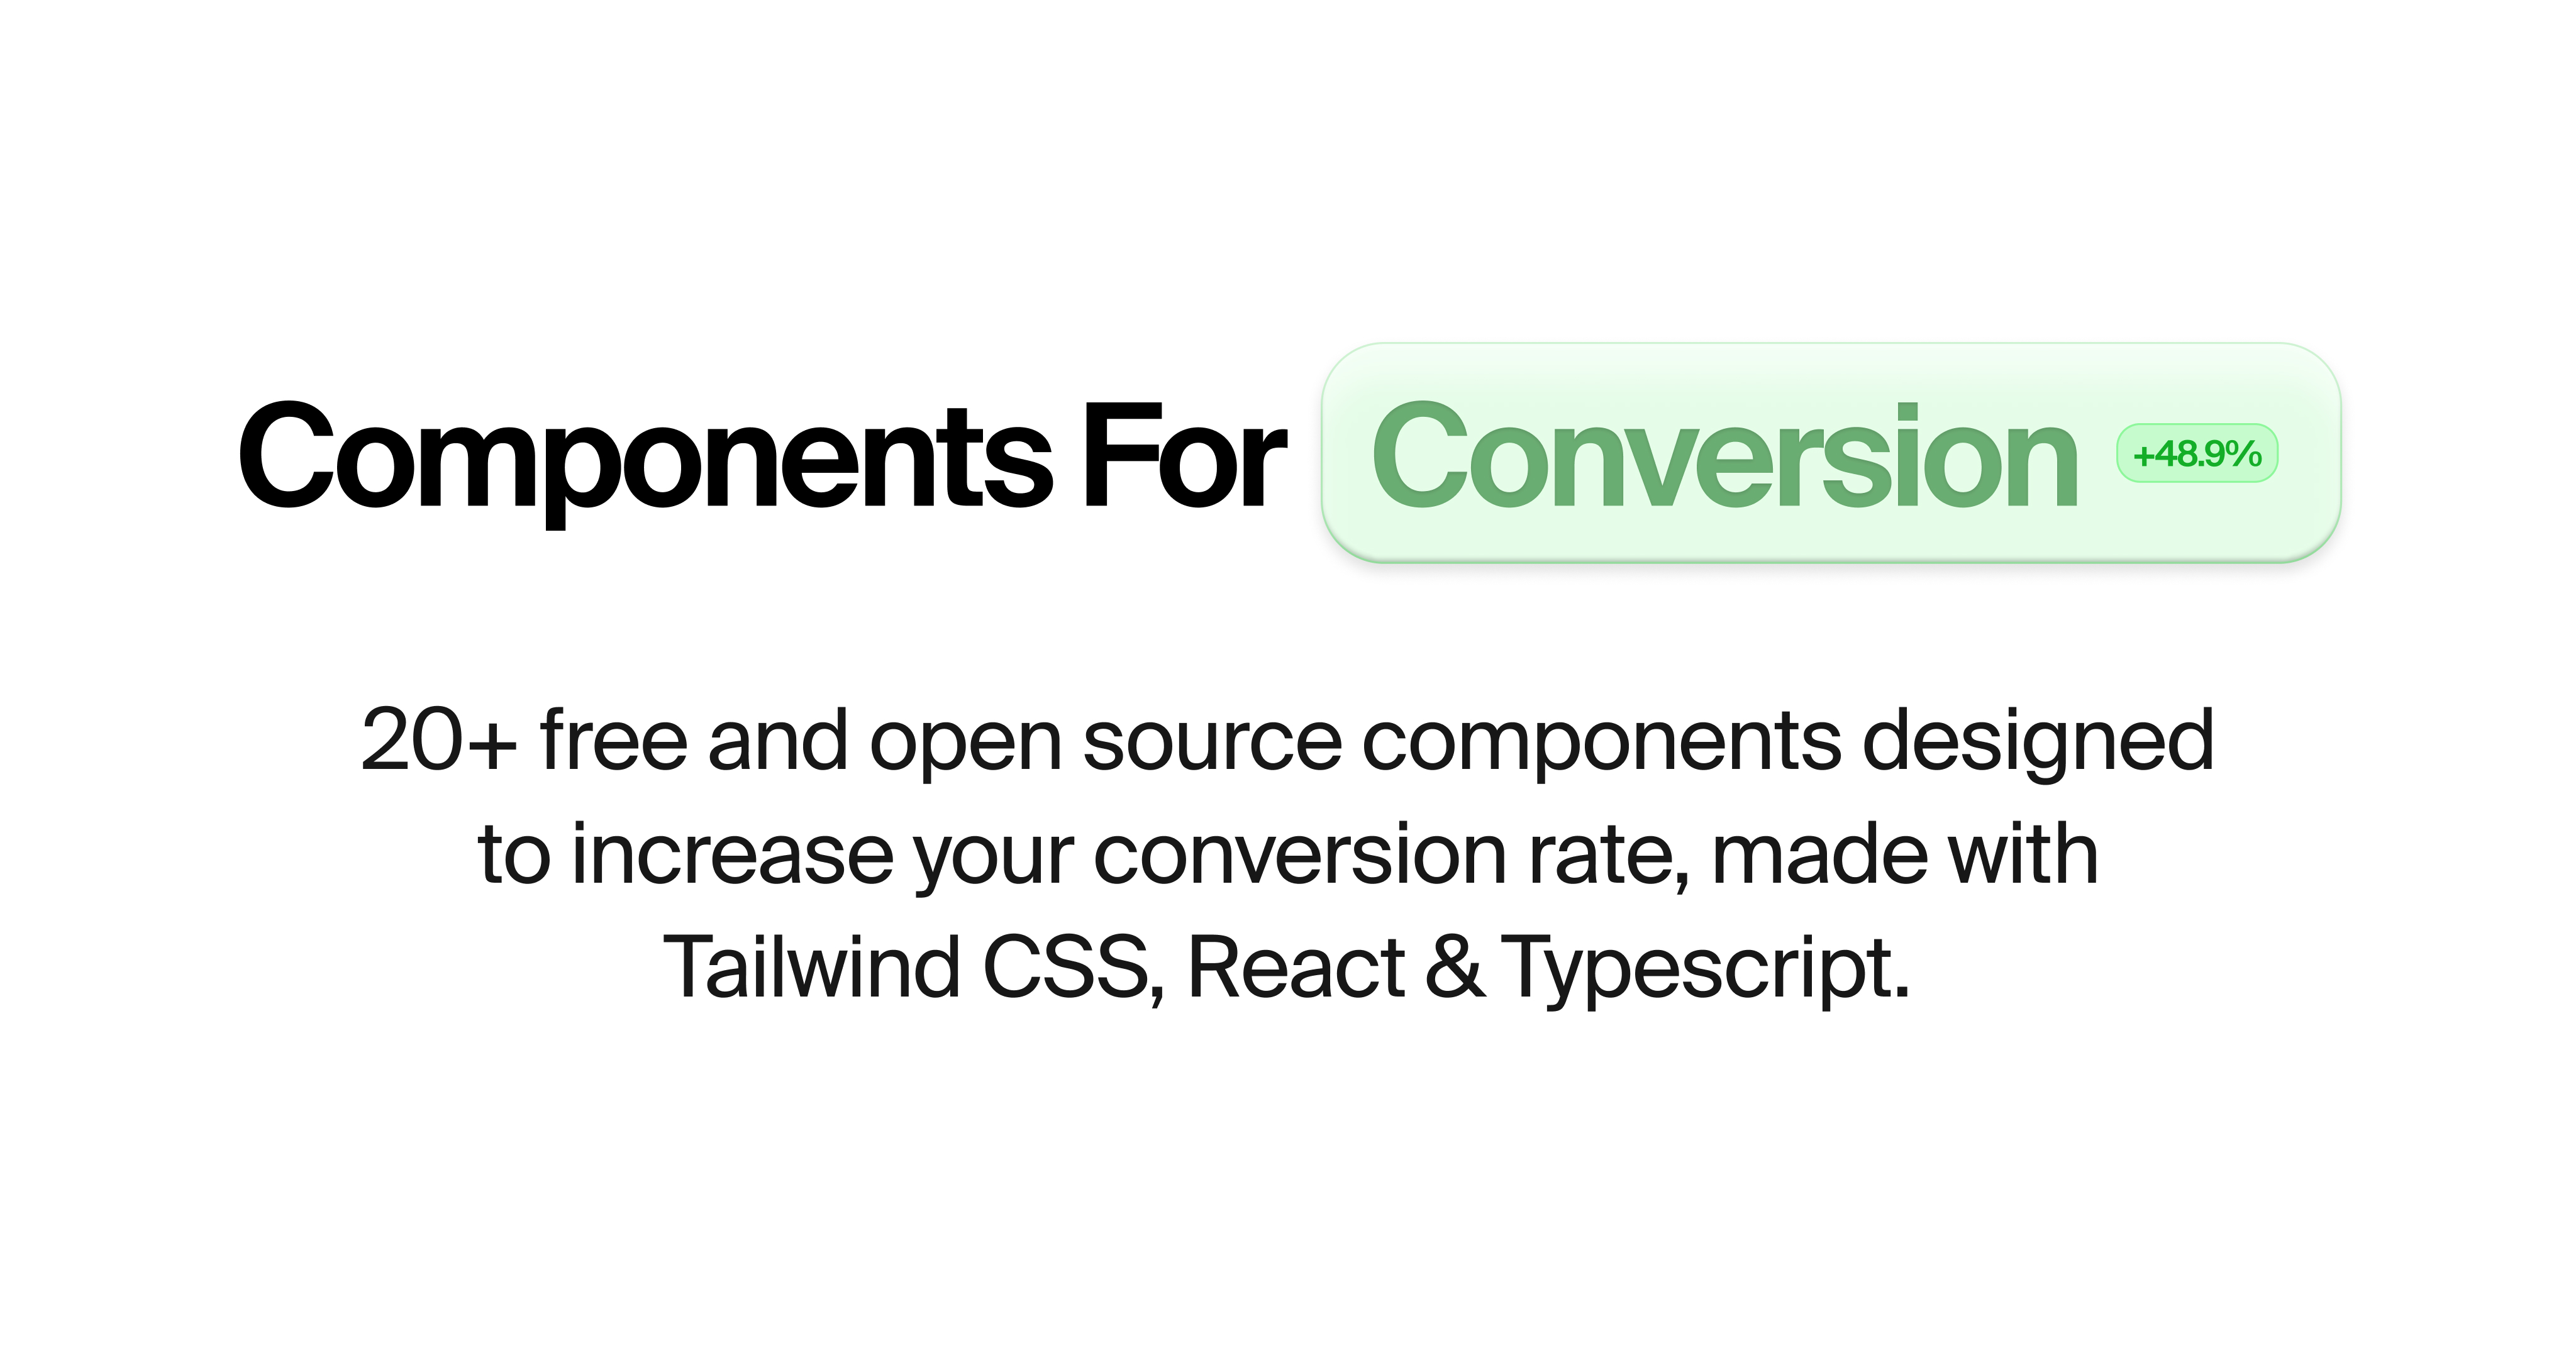 Components For Conversion +48.9%
20+ free and open source components designed
to increase your conversion rate, made with
Tailwind CSS, React & Typescript.